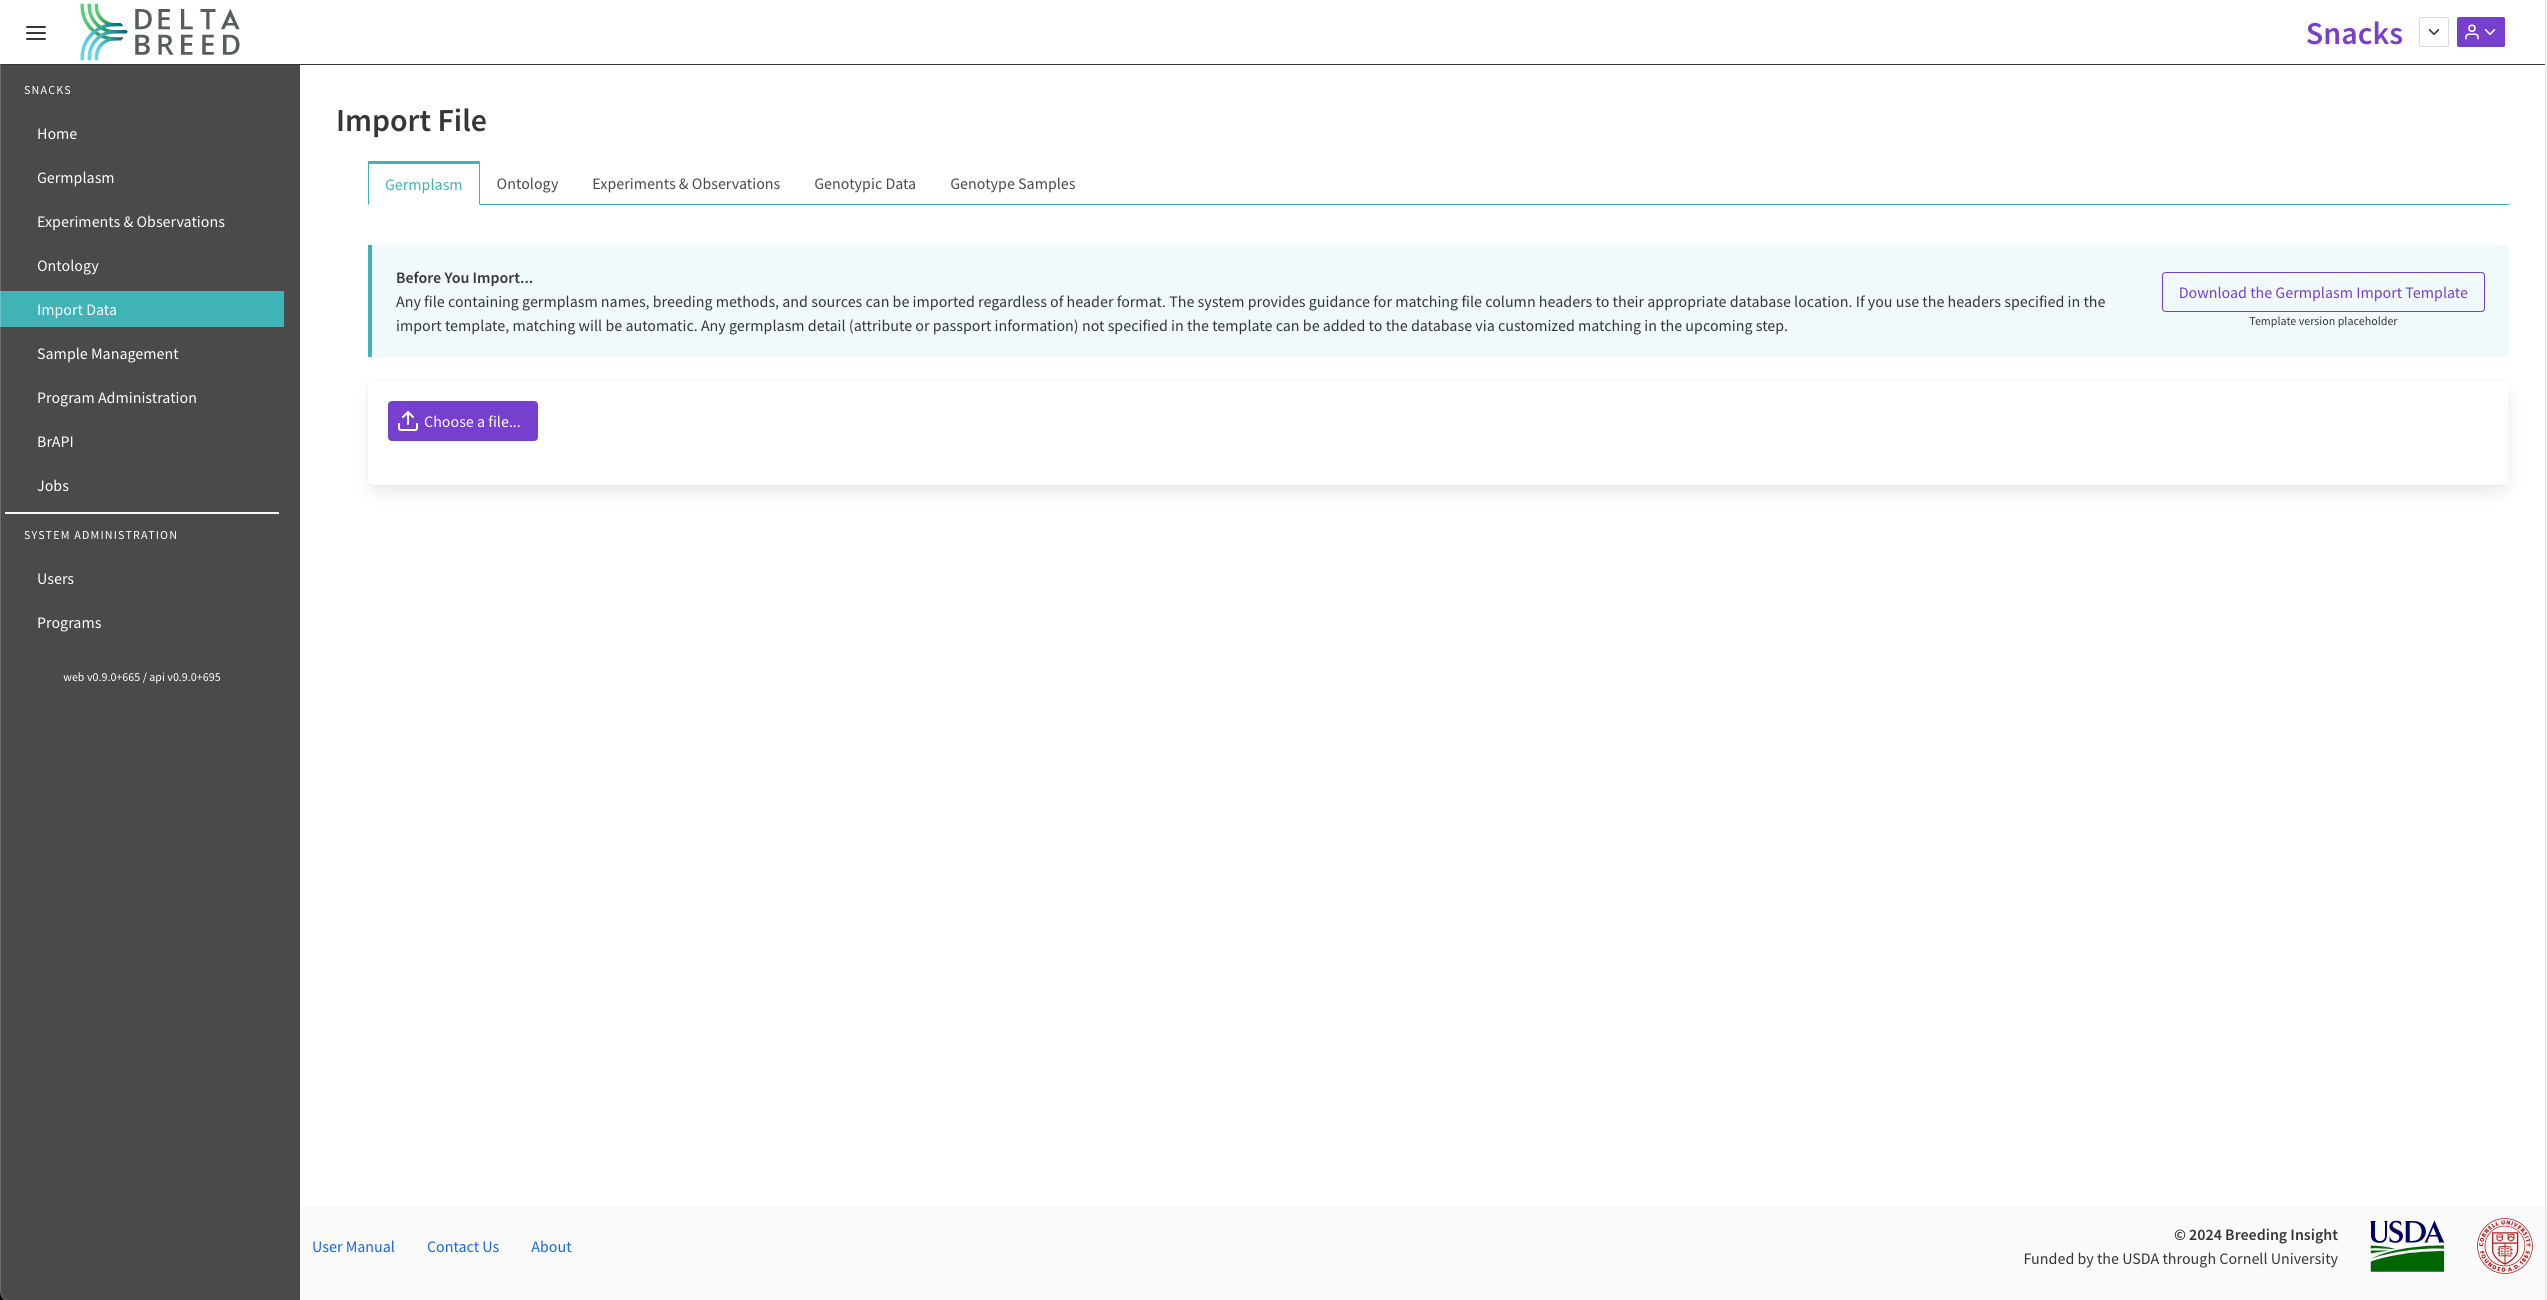 DELTA
BREED
Snacks
SNACKS
Home
Germplasm
Experiments & Observations
Ontology
Import Data
Sample Management
Program Administration
BrAPI
Jobs
SYSTEM ADMINISTRATION
Users
Programs
web v0.9.0+665 / api v0.9.0+695
Import File
Germplasm Ontology Experiments & Observations Genotypic Data Genotype Samples
Before You Import...
Any file containing germplasm names, breeding methods, and sources can be imported regardless of header format. The system provides guidance for matching file column headers to their appropriate database location. If you use the headers specified in the
import template, matching will be automatic. Any germplasm detail (attribute or passport information) not specified in the template can be added to the database via customized matching in the upcoming step.
Download the Germplasm Import Template
Template version placeholder
Choose a file...
User Manual Contact Us About
© 2024 Breeding Insight
Funded by the USDA through Cornell University
USDA
CORNELL UNIVERSITY
FOUNDED A.D. 1865